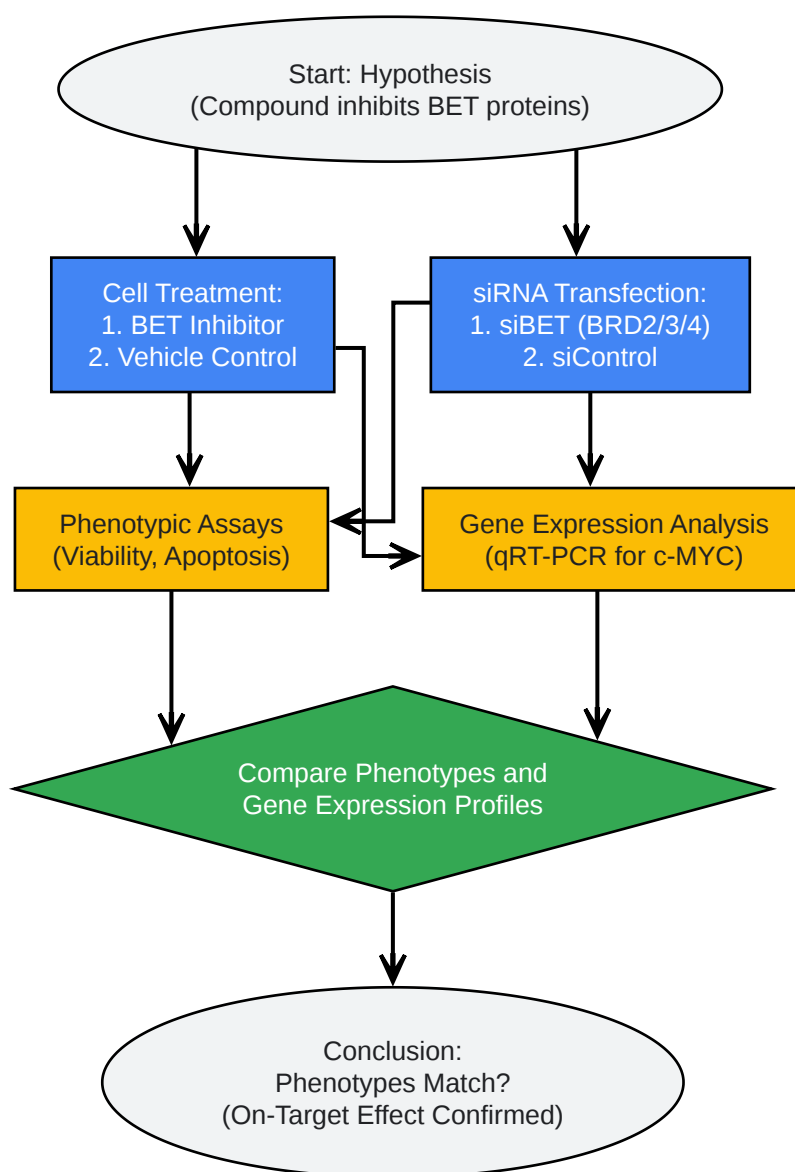 Start: Hypothesis
(Compound inhibits BET proteins)
Cell Treatment:
1. BET Inhibitor
2. Vehicle Control
siRNA Transfection:
1. siBET (BRD2/3/4)
2. siControl
Phenotypic Assays
(Viability, Apoptosis)
Gene Expression Analysis
(qRT-PCR for c-MYC)
Compare Phenotypes and
Gene Expression Profiles
Conclusion:
Phenotypes Match?
(On-Target Effect Confirmed)